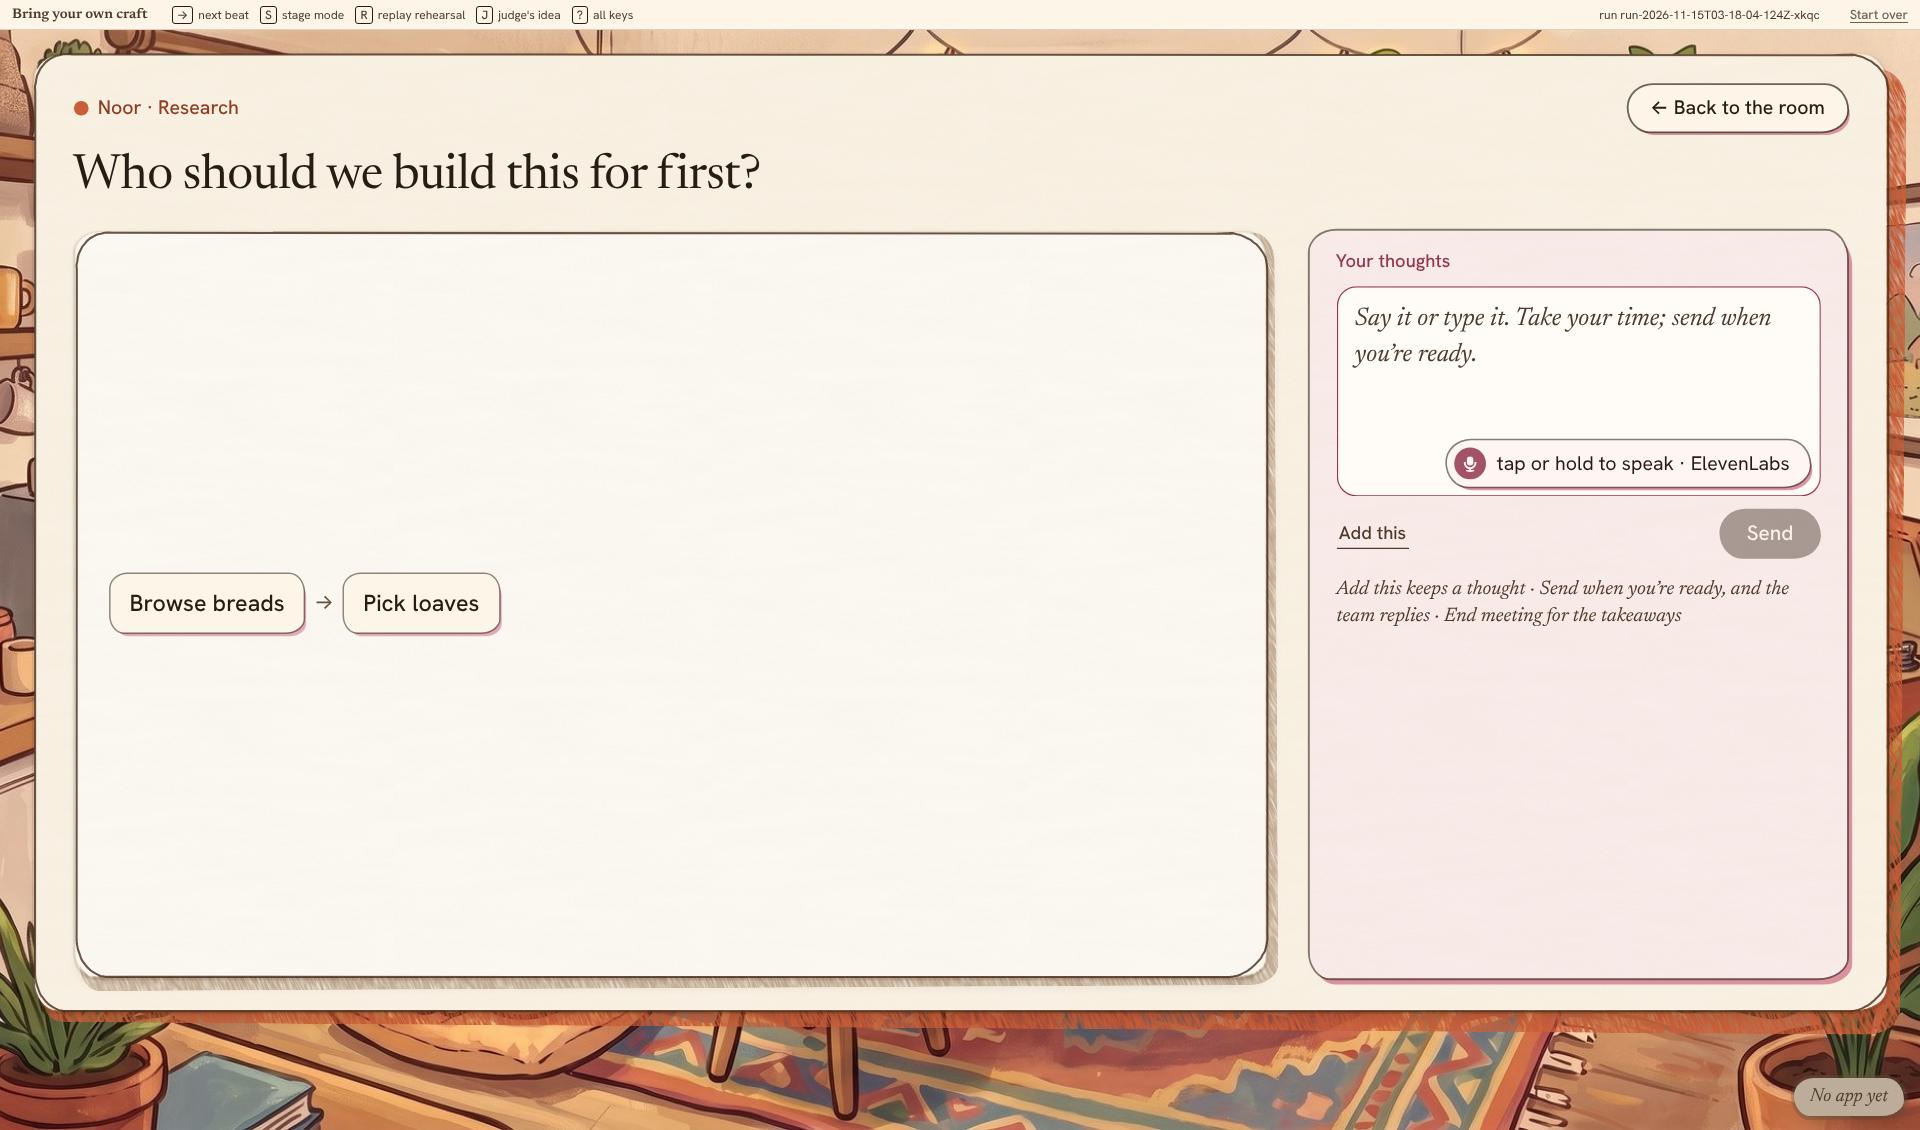 Bring your own craft → next beat S stage mode R replay rehearsal J judge's idea ? all keys run run-2026-11-15T03-18-04-124Z-xkqc Start over
Noor · Research
← Back to the room
Who should we build this for first?
Browse breads → Pick loaves
Your thoughts
Say it or type it. Take your time; send when
you're ready.
tap or hold to speak · ElevenLabs
Add this
Send
Add this keeps a thought · Send when you're ready, and the
team replies · End meeting for the takeaways
No app yet